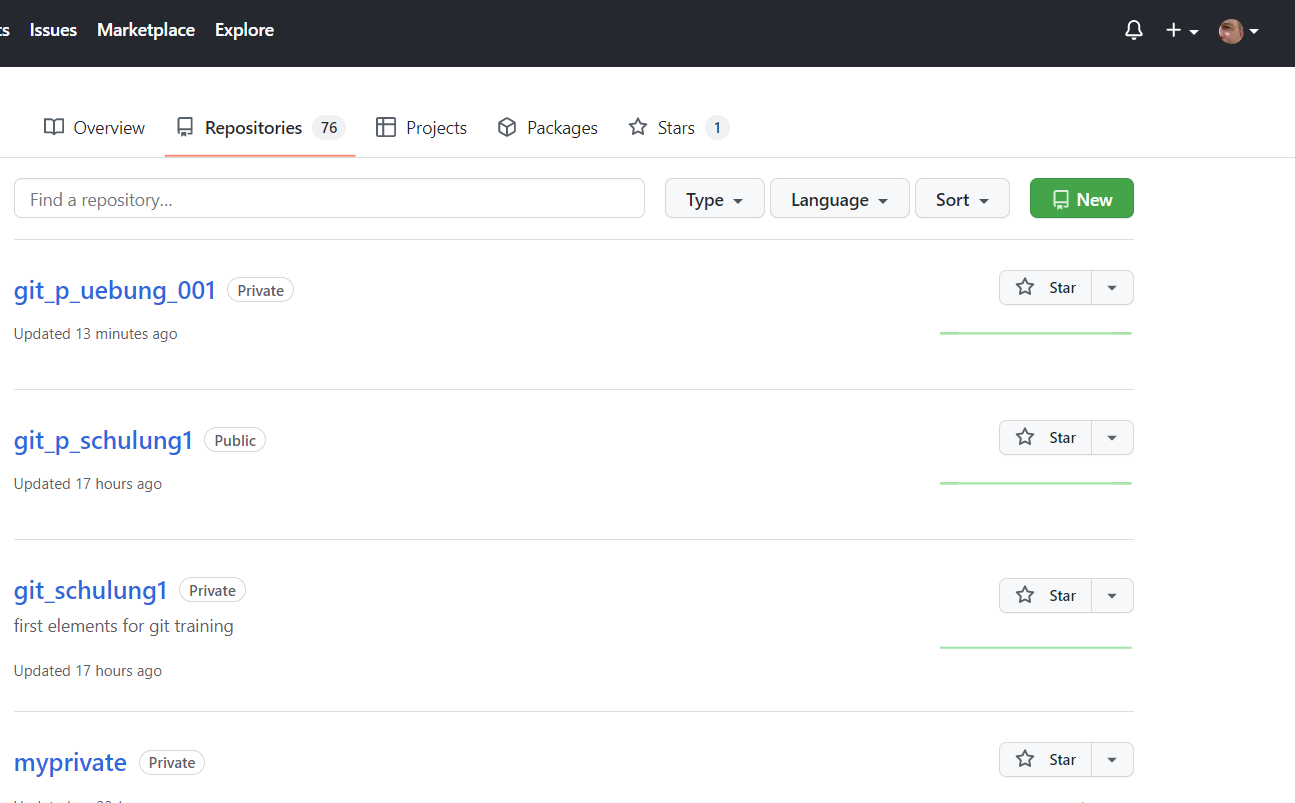 Issues Marketplace Explore
Overview Repositories 76 Projects Packages Stars 1
Find a repository... Type Language Sort New
git_p_uebung_001 Private Star
Updated 13 minutes ago
git_p_schulung1 Public Star
Updated 17 hours ago
git_schulung1 Private Star
first elements for git training
Updated 17 hours ago
myprivate Private Star